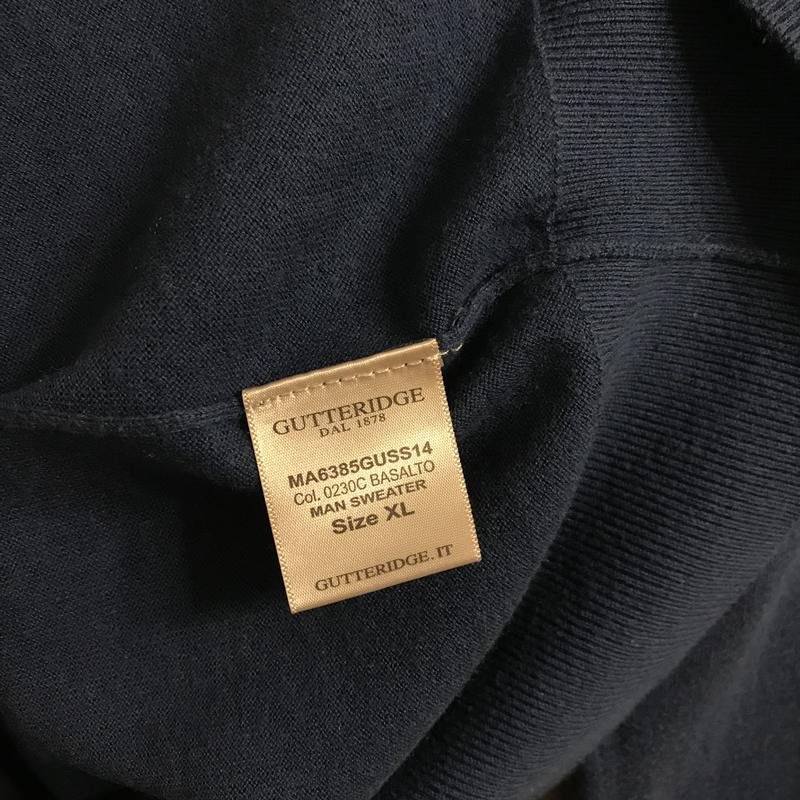 GUTTERIDGE
DAL 1878
MA6385GUSS14
Col. 0230C BASALTO
MAN SWEATER
Size XL
GUTTERIDGE.IT